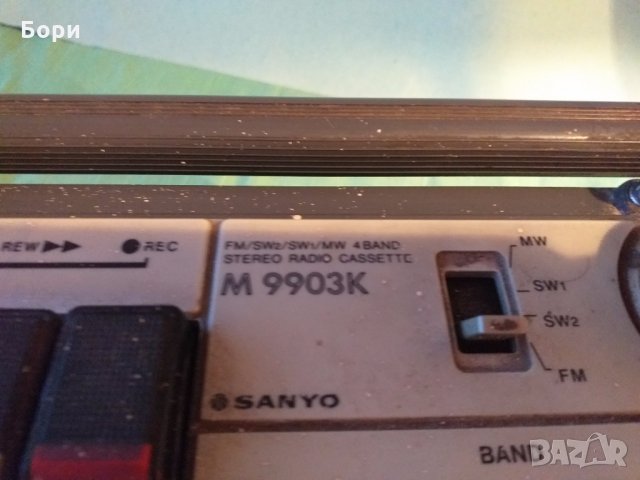 Бори
REW ▶▶ ● REC
FM/SW2/SW1/MW 4 BAND
STEREO RADIO CASSETTE
M 9903K
SANYO
MW
SW1
SW2
FM
BAND
BAZAR